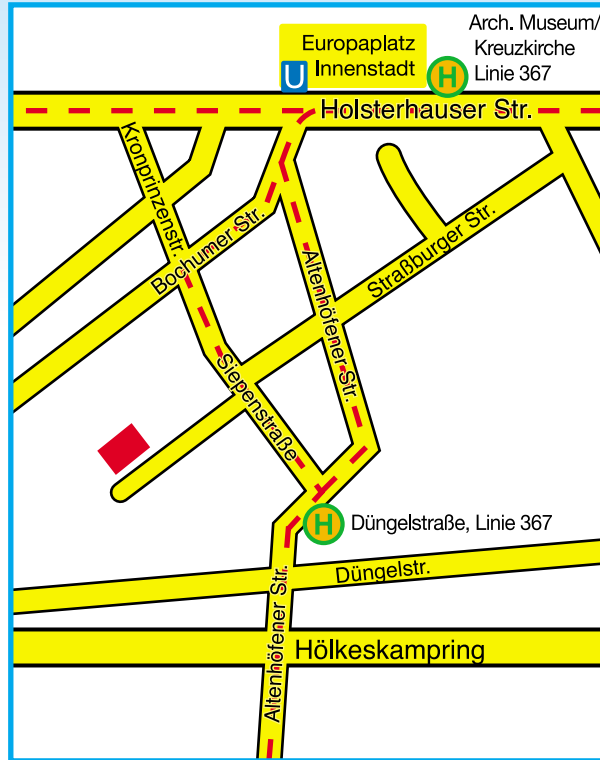 Arch. Museum/
Kreuzkirche
Linie 367
H
Europaplatz
Innenstadt
U
Holsterhauser Str.
Kronprinzenstr.
Bochumer Str.
Altenhöfener Str.
Straßburger Str.
Siepenstraße
H
Düngelstraße, Linie 367
Düngelstr.
Altenhöfener Str.
Hölkeskampring